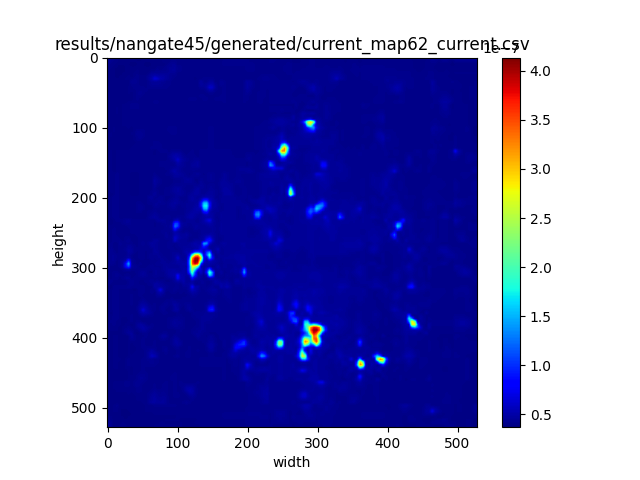 results/nangate45/generated/current_map62_current.csv
1e−7
0
100
200
300
400
500
height
0 100 200 300 400 500
width
4.0
3.5
3.0
2.5
2.0
1.5
1.0
0.5